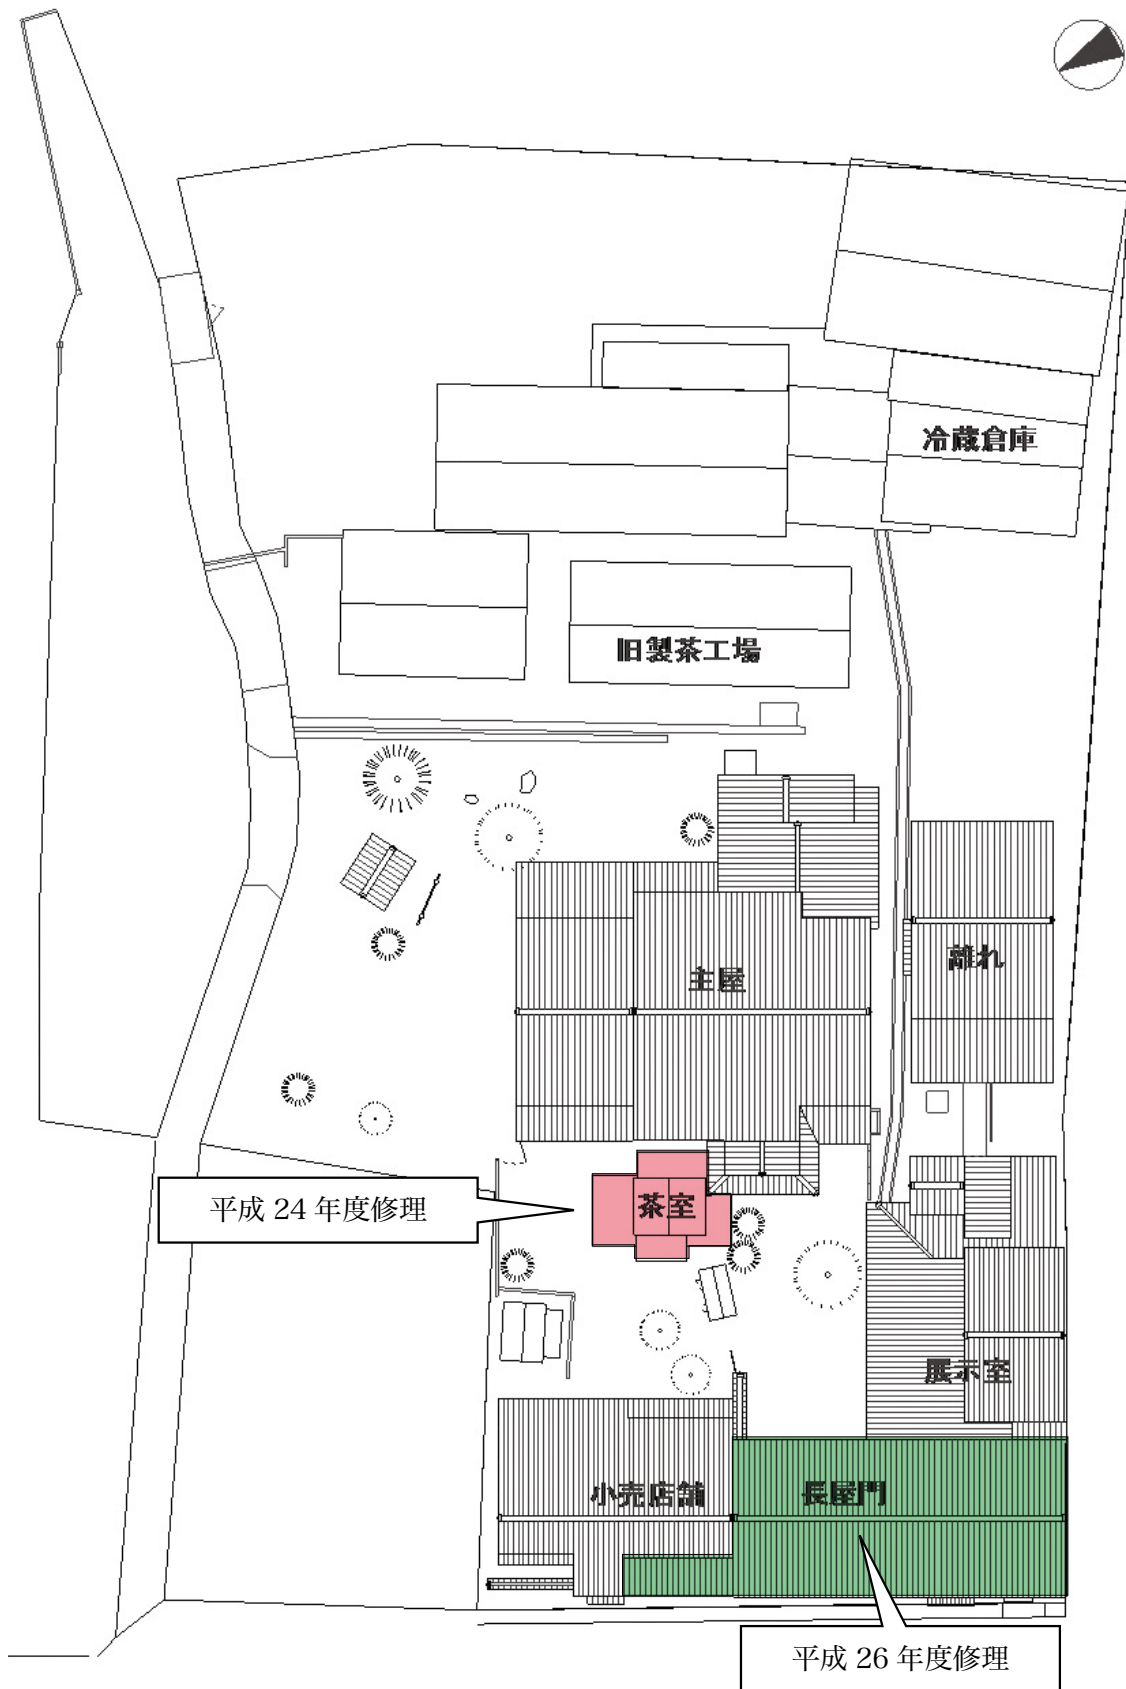 冷蔵倉庫
旧製茶工場
主屋
離れ
平成 24 年度修理
茶室
展示室
小売店舗
長屋門
平成 26 年度修理